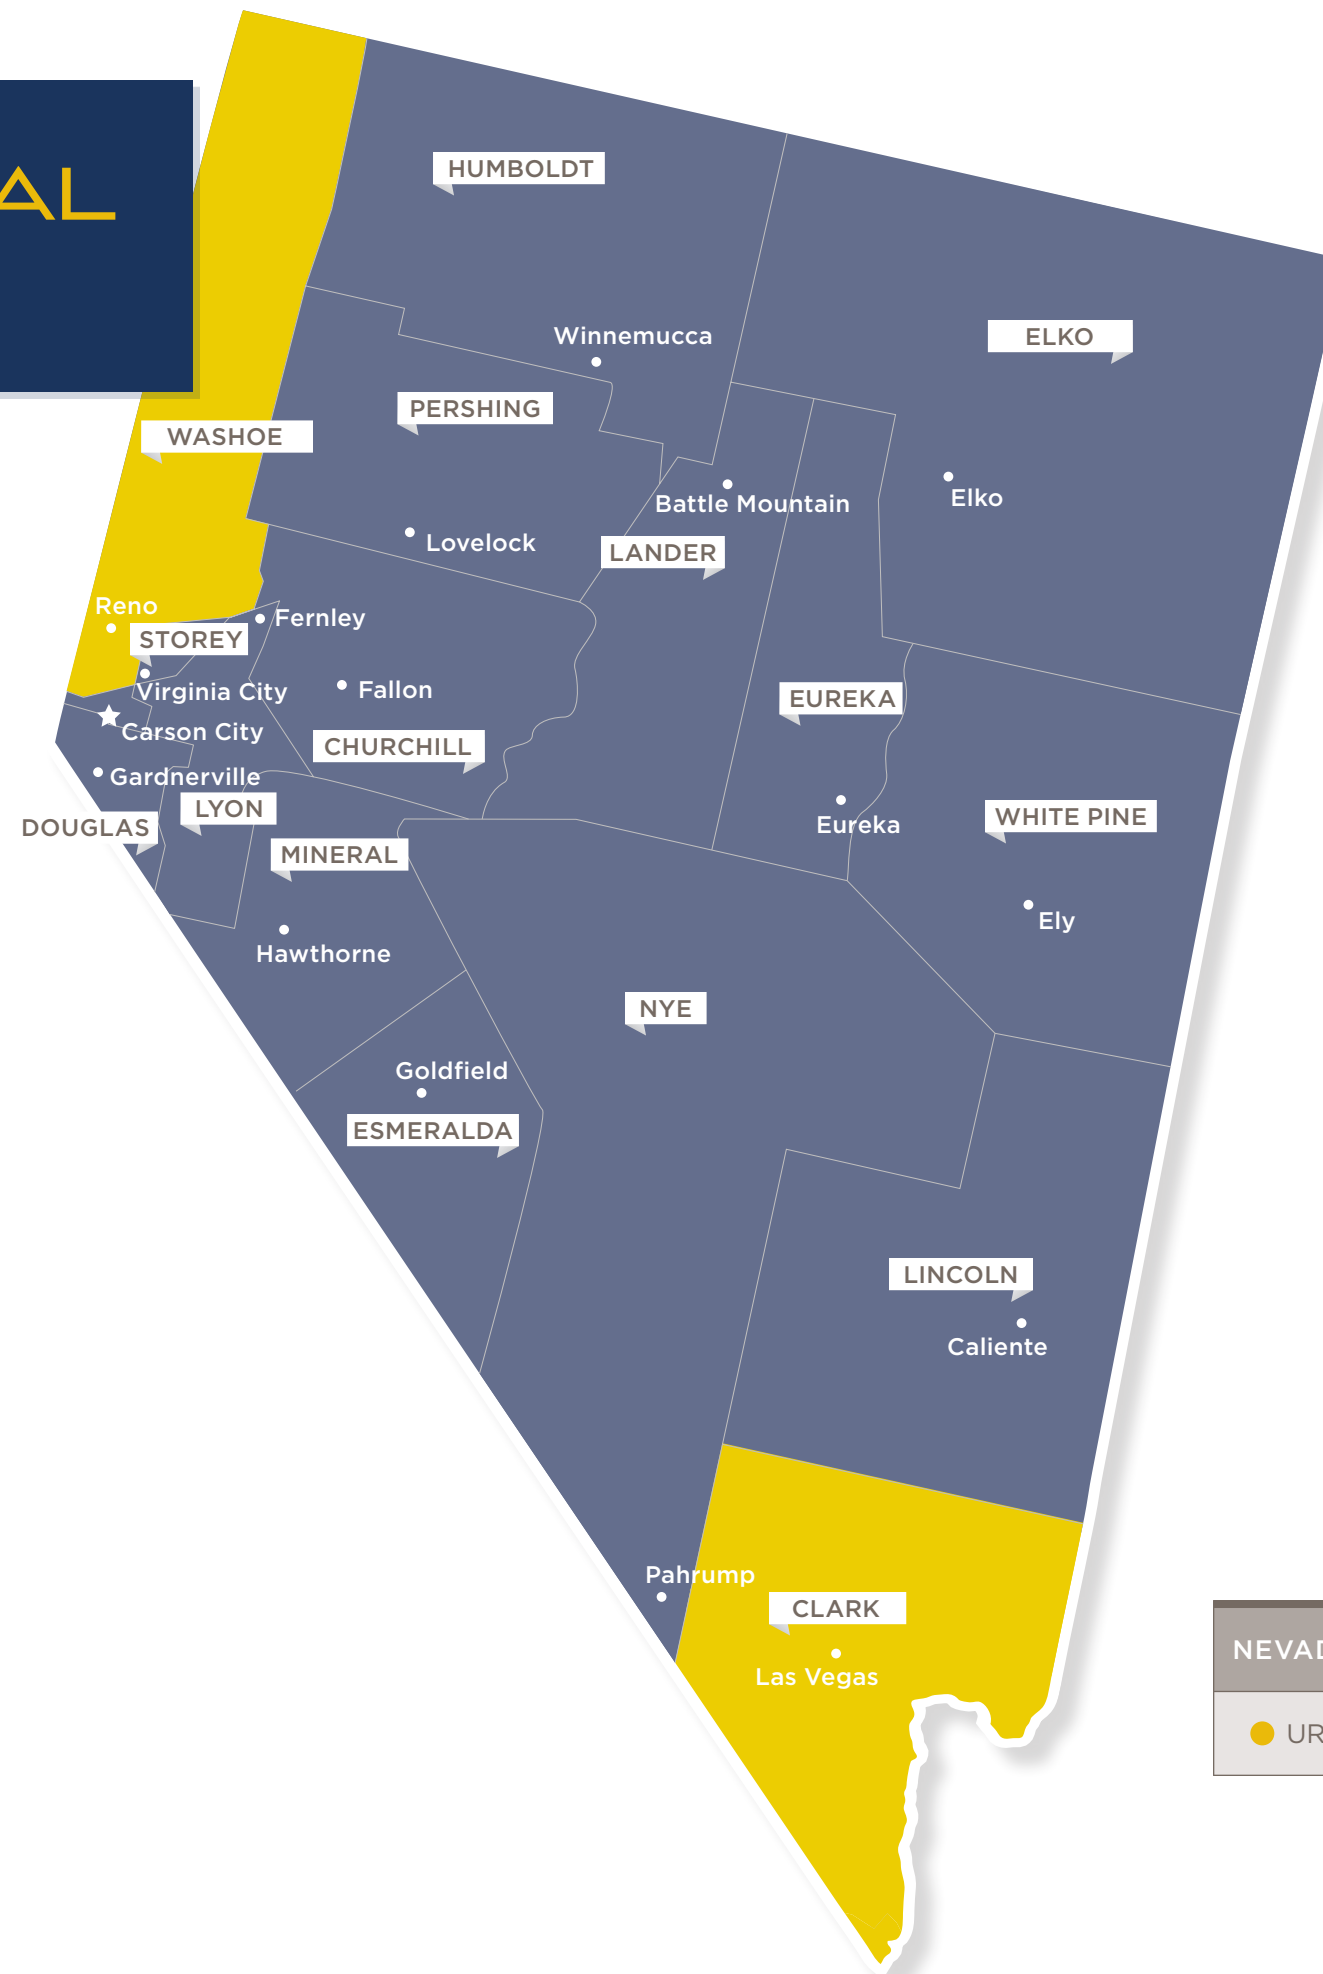 AL
HUMBOLDT
Winnemucca
ELKO
PERSHING
WASHOE
Elko
Battle Mountain
Lovelock
LANDER
Reno
Fernley
STOREY
Virginia City
Fallon
EUREKA
Carson City
CHURCHILL
Gardnerville
LYON
DOUGLAS
Eureka
WHITE PINE
MINERAL
Ely
Hawthorne
NYE
Goldfield
ESMERALDA
LINCOLN
Caliente
Pahrump
CLARK
Las Vegas
NEVAD
UR